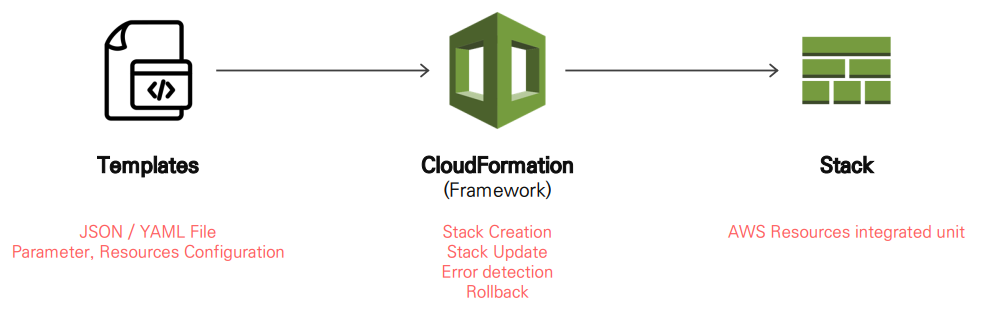 </>
Templates
JSON / YAML File
Parameter, Resources Configuration
CloudFormation
(Framework)
Stack Creation
Stack Update
Error detection
Rollback
Stack
AWS Resources integrated unit